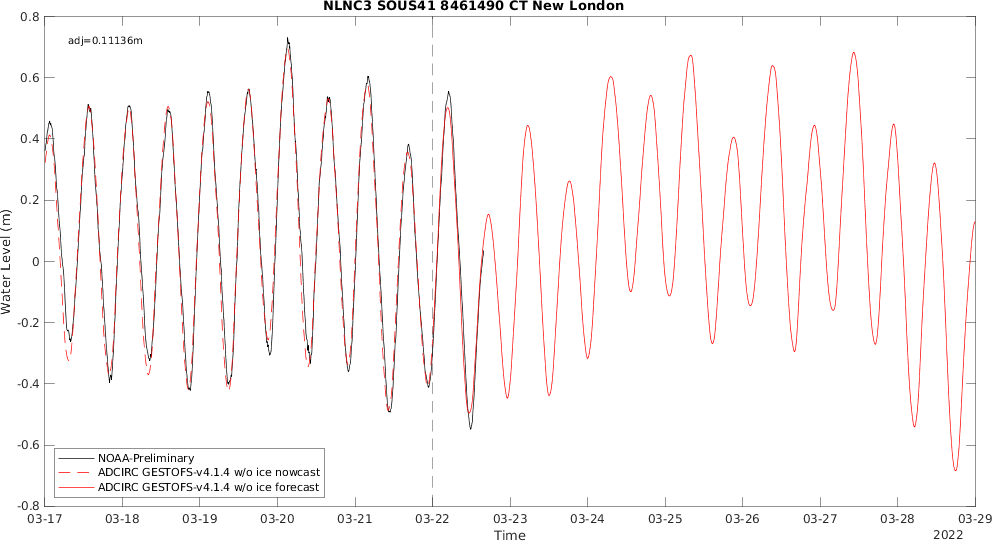 NLNC3 SOUS41 8461490 CT New London
adj=0.11136m
0.8
0.6
0.4
0.2
0
-0.2
-0.4
-0.6
-0.8
Water Level (m)
NOAA-Preliminary
ADCIRC GESTOFS-v4.1.4 w/o ice nowcast
ADCIRC GESTOFS-v4.1.4 w/o ice forecast
03-17 03-18 03-19 03-20 03-21 03-22 03-23 03-24 03-25 03-26 03-27 03-28 03-29
Time
2022